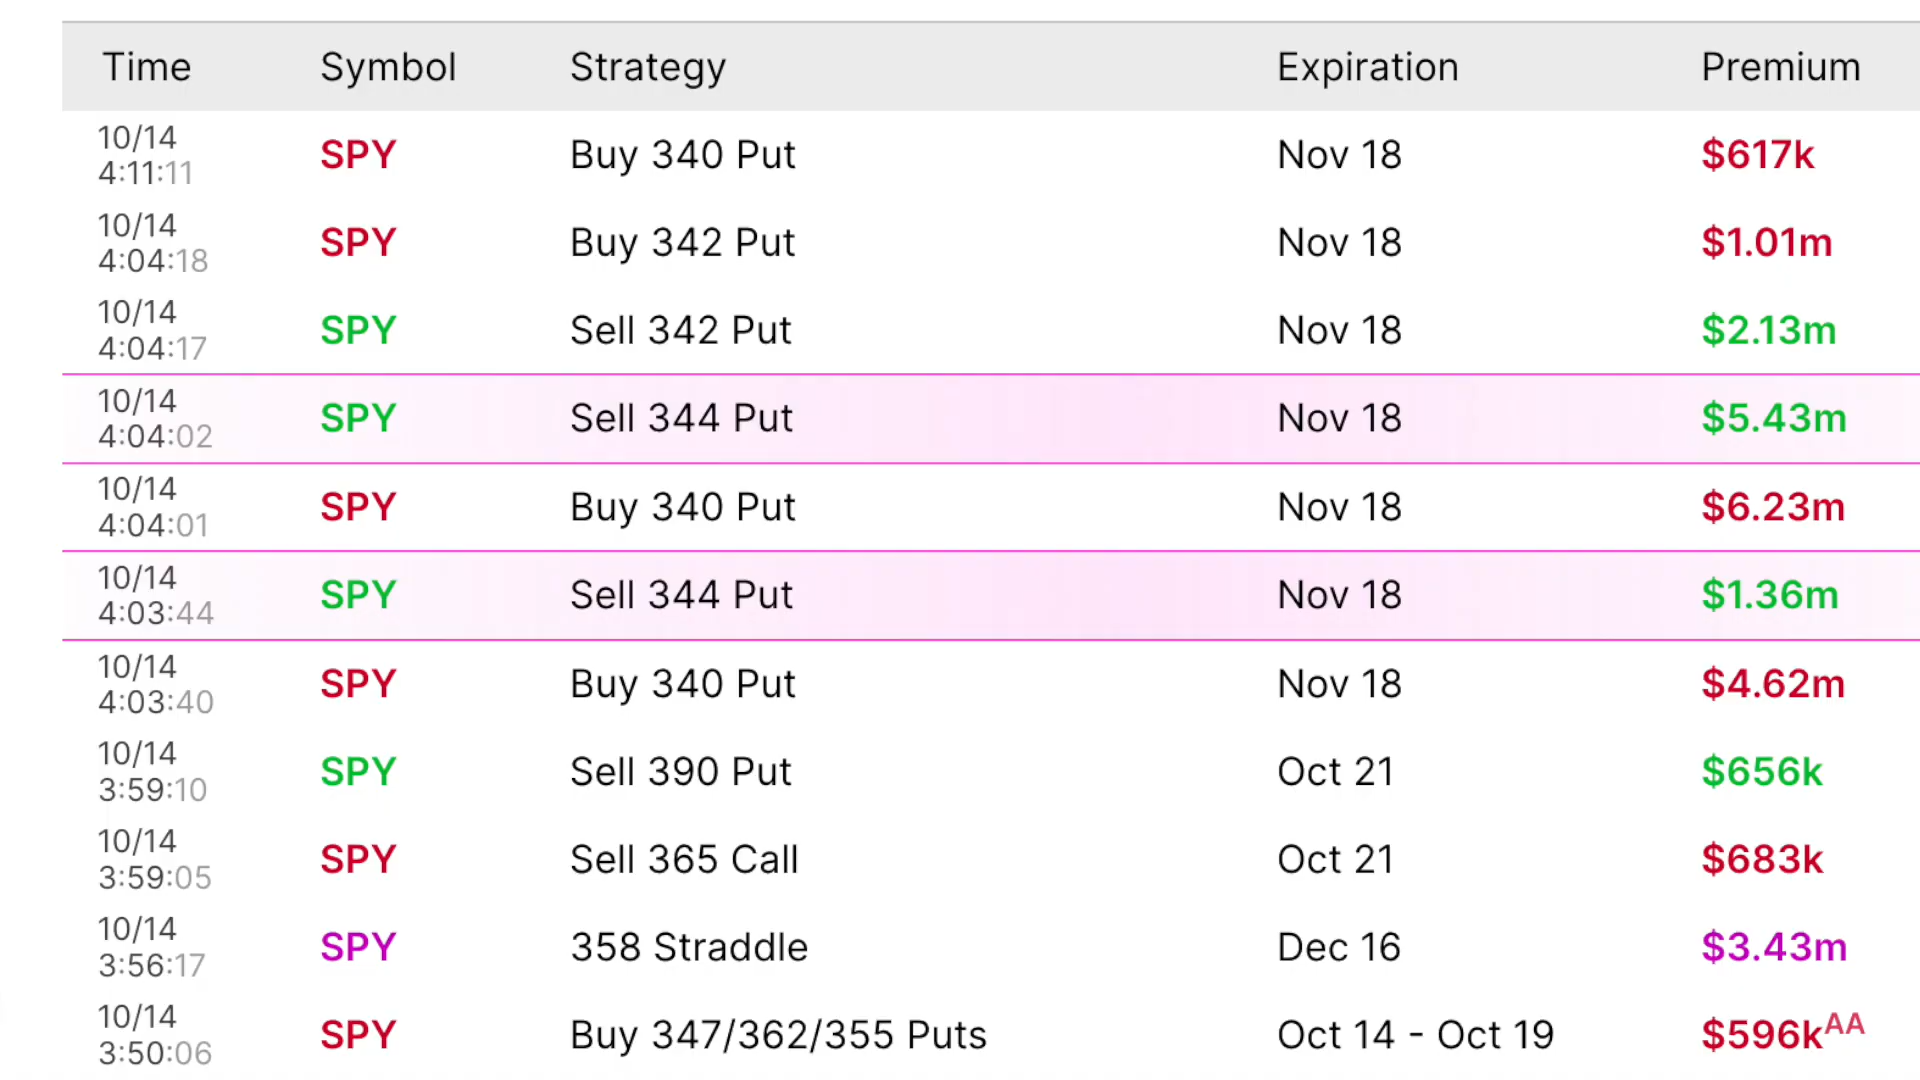 Time Symbol Strategy Expiration Premium
10/14
4:11:11 SPY Buy 340 Put Nov 18 $617k
10/14
4:04:18 SPY Buy 342 Put Nov 18 $1.01m
10/14
4:04:17 SPY Sell 342 Put Nov 18 $2.13m
10/14
4:04:02 SPY Sell 344 Put Nov 18 $5.43m
10/14
4:04:01 SPY Buy 340 Put Nov 18 $6.23m
10/14
4:03:44 SPY Sell 344 Put Nov 18 $1.36m
10/14
4:03:40 SPY Buy 340 Put Nov 18 $4.62m
10/14
3:59:10 SPY Sell 390 Put Oct 21 $656k
10/14
3:59:05 SPY Sell 365 Call Oct 21 $683k
10/14
3:56:17 SPY 358 Straddle Dec 16 $3.43m
10/14
3:50:06 SPY Buy 347/362/355 Puts Oct 14 - Oct 19 $596kAA